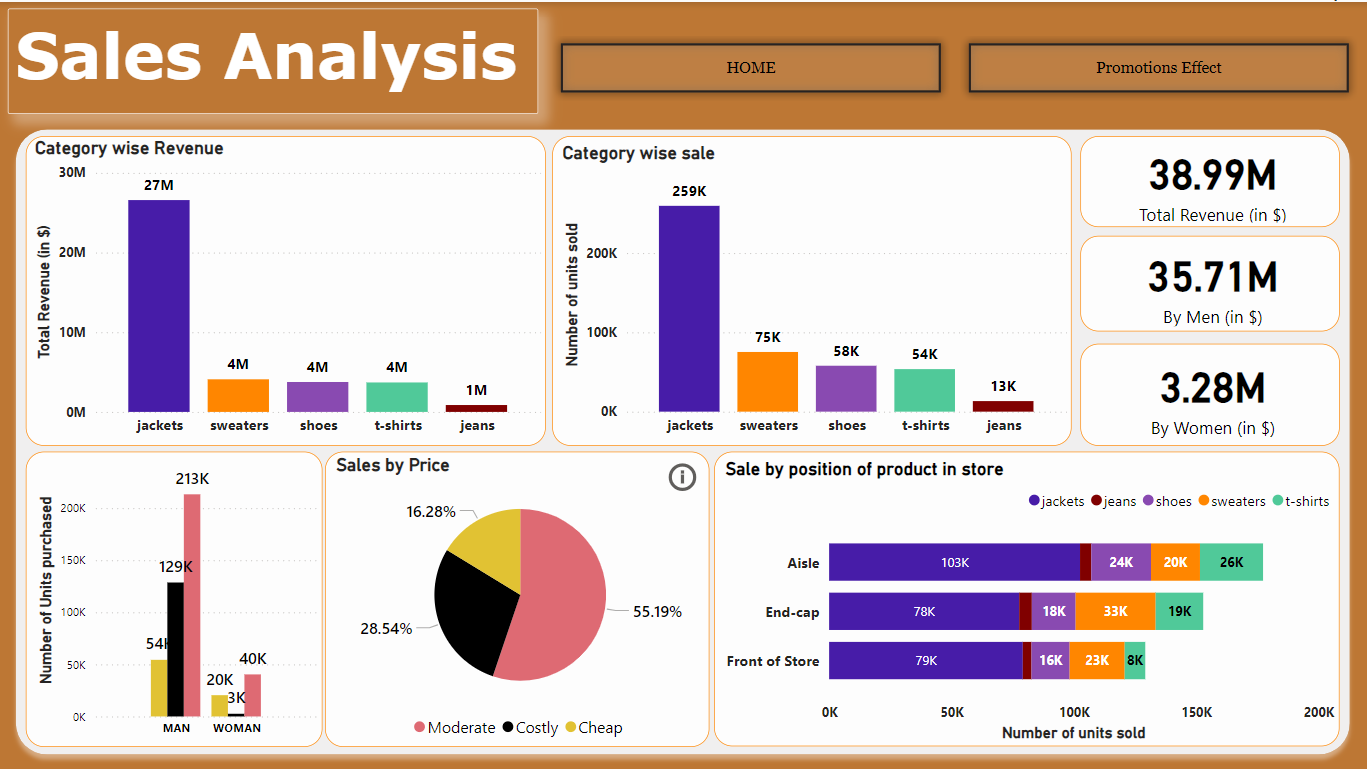 Sales Analysis
HOME
Promotions Effect
Category wise Revenue
Total Revenue (in $)
30M
20M
10M
0M
27M
4M
4M
4M
1M
jackets sweaters shoes t-shirts jeans
Category wise sale
Number of units sold
200K
100K
0K
259K
75K
58K
54K
13K
jackets sweaters shoes t-shirts jeans
38.99M
Total Revenue (in $)
35.71M
By Men (in $)
3.28M
By Women (in $)
Number of Units purchased
200K
150K
100K
50K
0K
54K
129K
213K
20K
3K
40K
MAN WOMAN
Sales by Price
16.28%
28.54%
55.19%
Moderate Costly Cheap
Sale by position of product in store
jackets jeans shoes sweaters t-shirts
Aisle 103K 24K 20K 26K
End-cap 78K 18K 33K 19K
Front of Store 79K 16K 23K 8K
0K 50K 100K 150K 200K
Number of units sold